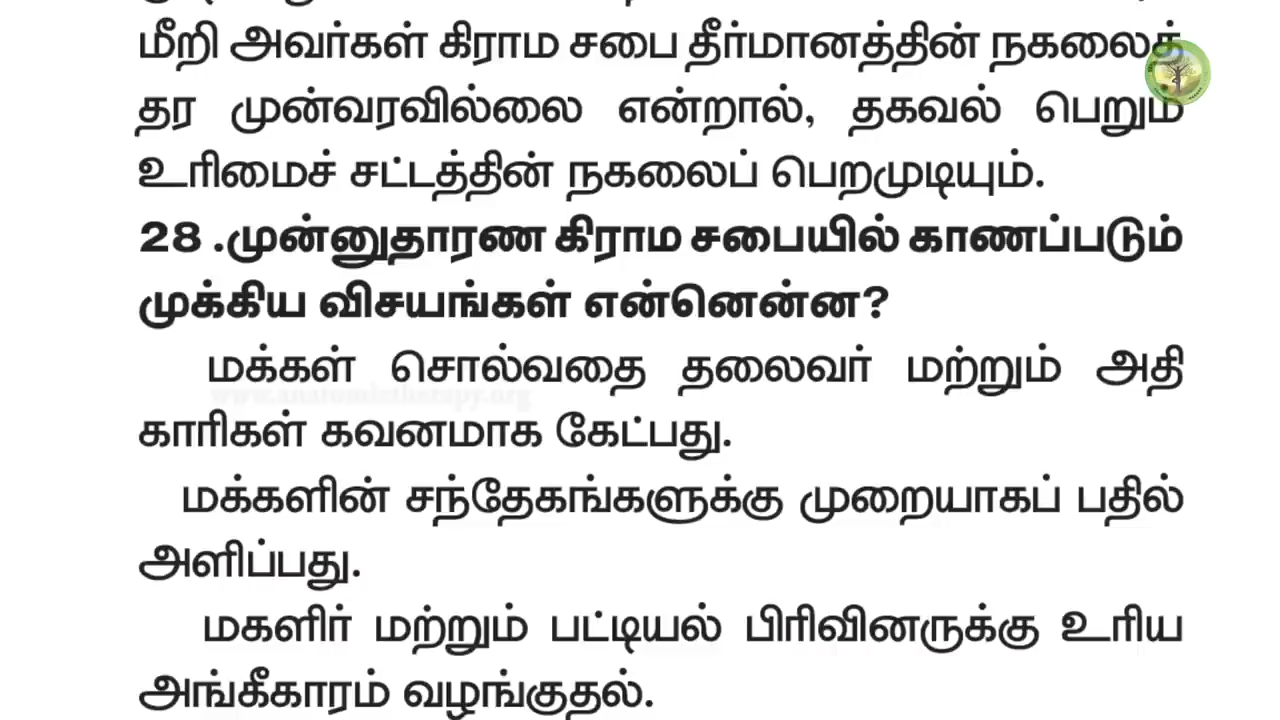 மீறி அவர்கள் கிராம சபை தீர்மானத்தின் நகலைத்
தர முன்வரவில்லை என்றால், தகவல் பெறும்
உரிமைச் சட்டத்தின் நகலைப் பெறமுடியும்.
28 .முன்னுதாரண கிராம சபையில் காணப்படும்
முக்கிய விசயங்கள் என்னென்ன?
மக்கள் சொல்வதை தலைவர் மற்றும் அதி
காரிகள் கவனமாக கேட்பது.
மக்களின் சந்தேகங்களுக்கு முறையாகப் பதில்
அளிப்பது.
மகளிர் மற்றும் பட்டியல் பிரிவினருக்கு உரிய
அங்கீகாரம் வழங்குதல்.